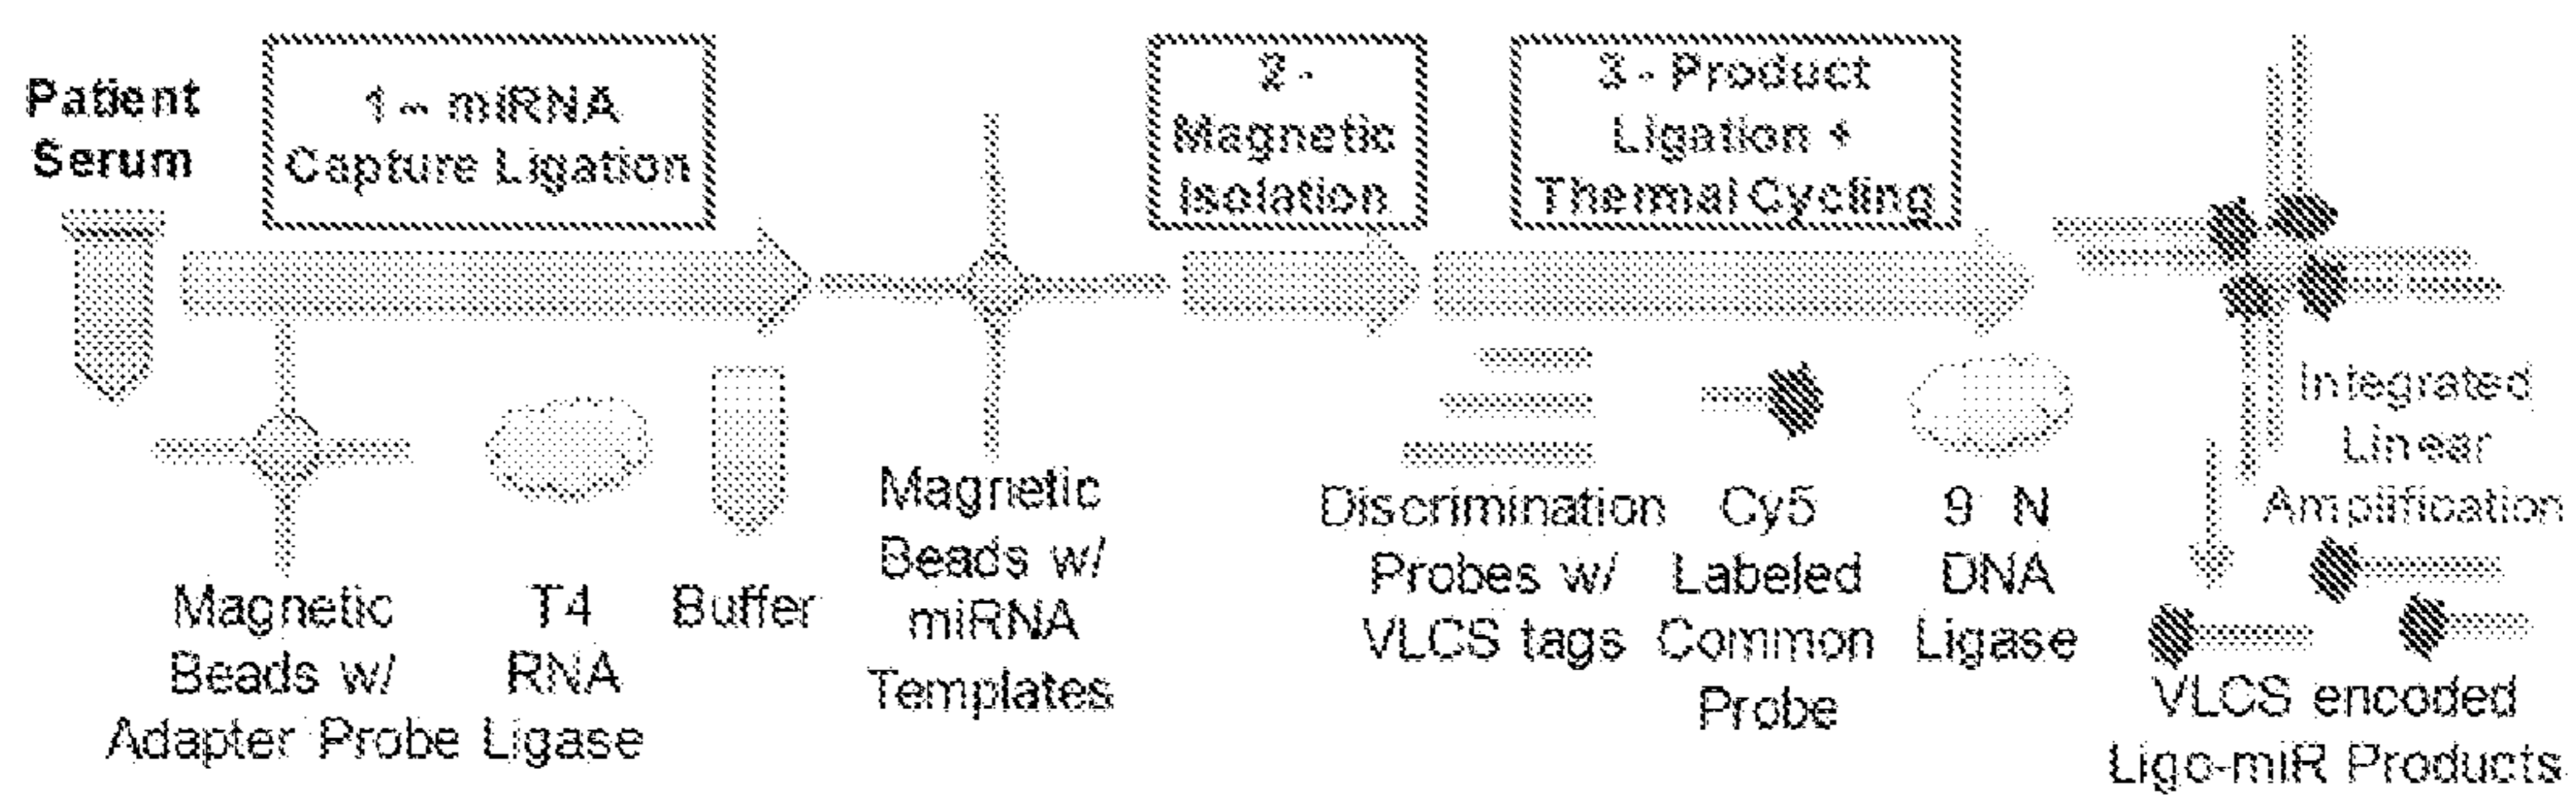 Patient
Serum
1 - miRNA
Capture Ligation
2 -
Magnetic
Isolation
3 - Product
Ligation +
Thermal Cycling
Magnetic
Beads w/
Adapter Probe
T4
RNA
Ligase
Buffer
Magnetic
Beads w/
miRNA
Templates
Discrimination
Probes w/
VLCS tags
Cy5
Labeled
Common
Probe
9 N
DNA
Ligase
Integrated
Linear
Amplification
VLCS encoded
Ligo-miR Products